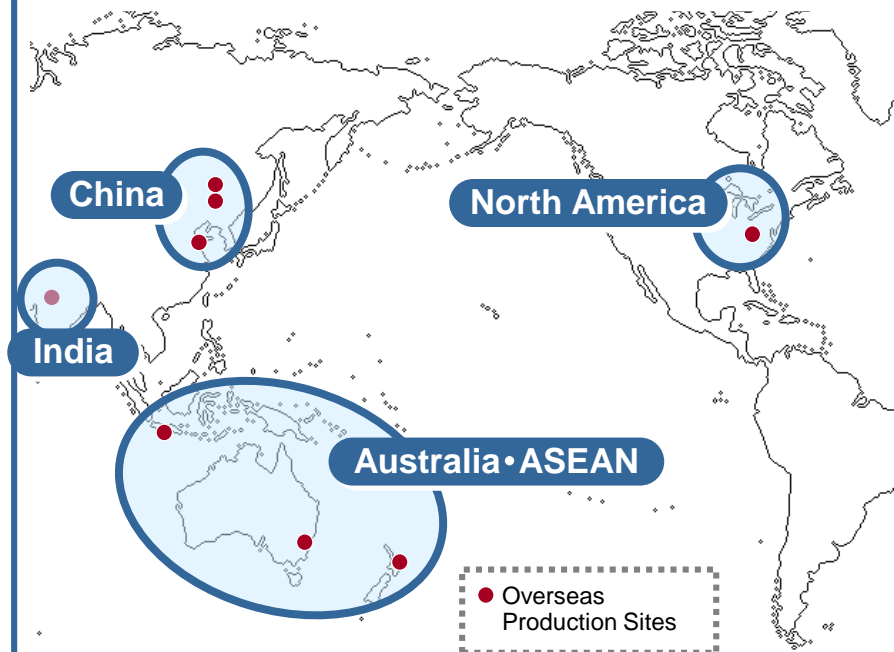 China
North America
India
Australia・ASEAN
Overseas
Production Sites